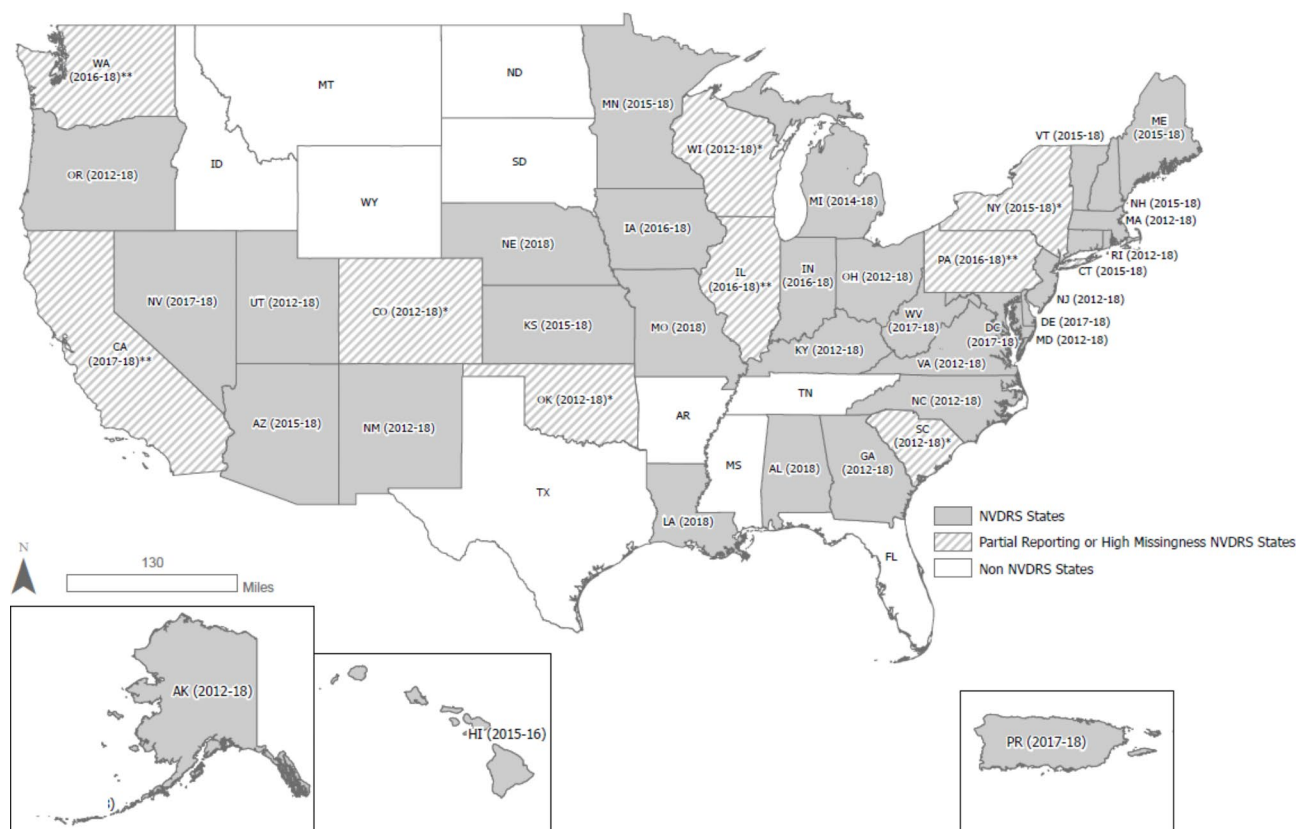 WA
(2016-18)**
MT
ND
MN (2015-18)
ME
(2015-18)
VT (2015-18)
OR (2012-18)
ID
SD
WI (2012-18)*
WY
MI (2014-18)
NY (2015-18)*
NH (2015-18)
MA (2012-18)
IA (2016-18)
NE (2018)
PA (2016-18)**
RI (2012-18)
CT (2015-18)
NV (2017-18)
UT (2012-18)
CO (2012-18)*
IL
(2016-18)**
IN
(2016-18)
OH (2012-18)
NJ (2012-18)
KS (2015-18)
MO (2018)
WV
(2017-18)
DC
(2017-18)
DE (2017-18)
MD (2012-18)
CA
(2017-18)**
KY (2012-18)
VA (2012-18)
TN
NC (2012-18)
OK (2012-18)*
AZ (2015-18)
NM (2012-18)
AR
SC
(2012-18)*
MS
AL (2018)
GA
(2012-18)
TX
LA (2018)
FL
NVDRS States
Partial Reporting or High Missingness NVDRS States
Non NVDRS States
N
130
Miles
AK (2012-18)
HI (2015-16)
PR (2017-18)